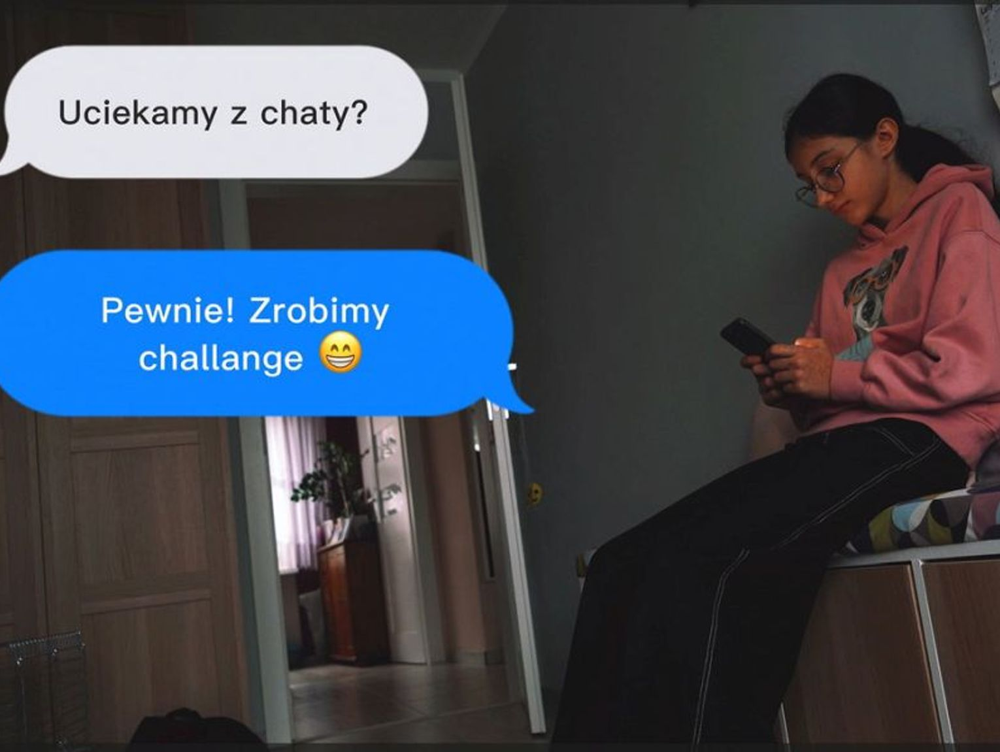 Uciekamy z chaty?
Pewnie! Zrobimy
challange 😁